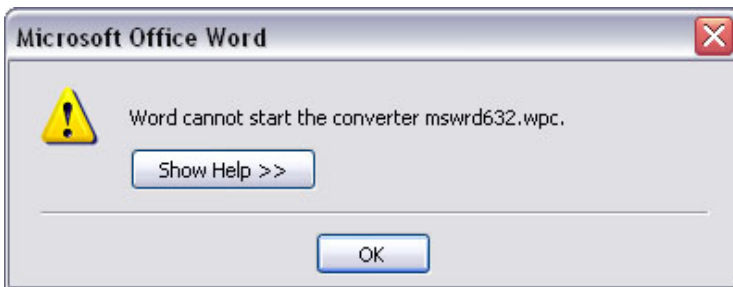 Microsoft Office Word
Word cannot start the converter mswrd632.wpc.
Show Help >>
OK